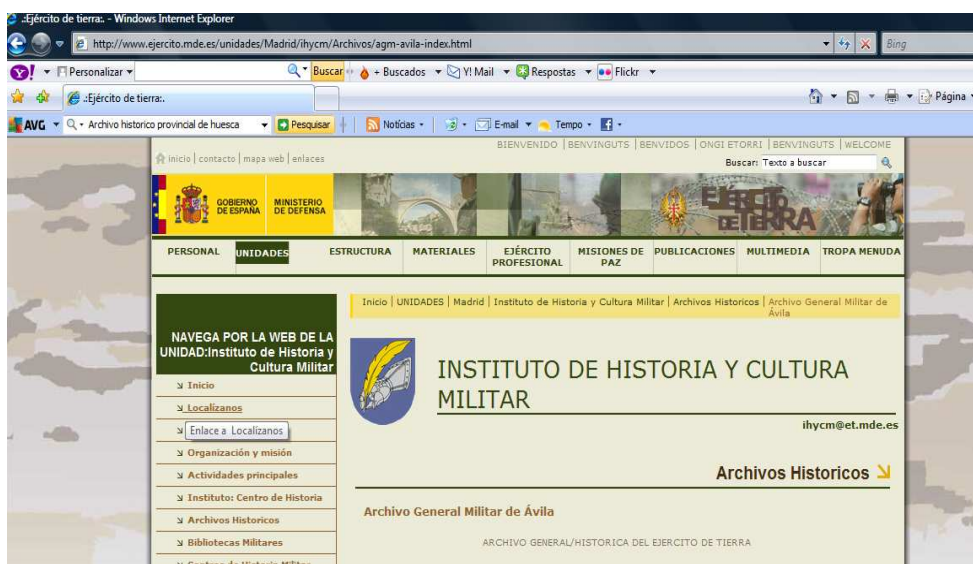 .:Ejército de tierra:. - Windows Internet Explorer
http://www.ejercito.mde.es/unidades/Madrid/ihycm/Archivos/agm-avila-index.html
Bing
Personalizar
Buscar
+ Buscados
Y! Mail
Respostas
Flickr
.:Ejército de tierra:.
Página
AVG
Archivo historico provincial de huesca
Pesquisar
Notícias
E-mail
Tempo
BIENVENIDO | BENVINGUTS | BENVIDOS | ONGI ETORRI | BENVINGUTS | WELCOME
inicio | contacto | mapa web | enlaces
Buscar: Texto a buscar
GOBIERNO DE ESPAÑA
MINISTERIO DE DEFENSA
EJÉRCITO
DE TIERRA
PERSONAL
UNIDADES
ESTRUCTURA
MATERIALES
EJÉRCITO PROFESIONAL
MISIONES DE PAZ
PUBLICACIONES
MULTIMEDIA
TROPA MENUDA
Inicio | UNIDADES | Madrid | Instituto de Historia y Cultura Militar | Archivos Historicos | Archivo General Militar de
Ávila
NAVEGA POR LA WEB DE LA
UNIDAD:Instituto de Historia y
Cultura Militar
Inicio
Localízanos
Enlace a Localízanos
Organización y misión
Actividades principales
Instituto: Centro de Historia
Archivos Historicos
Bibliotecas Militares
INSTITUTO DE HISTORIA Y CULTURA
MILITAR
ihycm@et.mde.es
Archivos Historicos
Archivo General Militar de Ávila
ARCHIVO GENERAL/HISTORICA DEL EJERCITO DE TIERRA